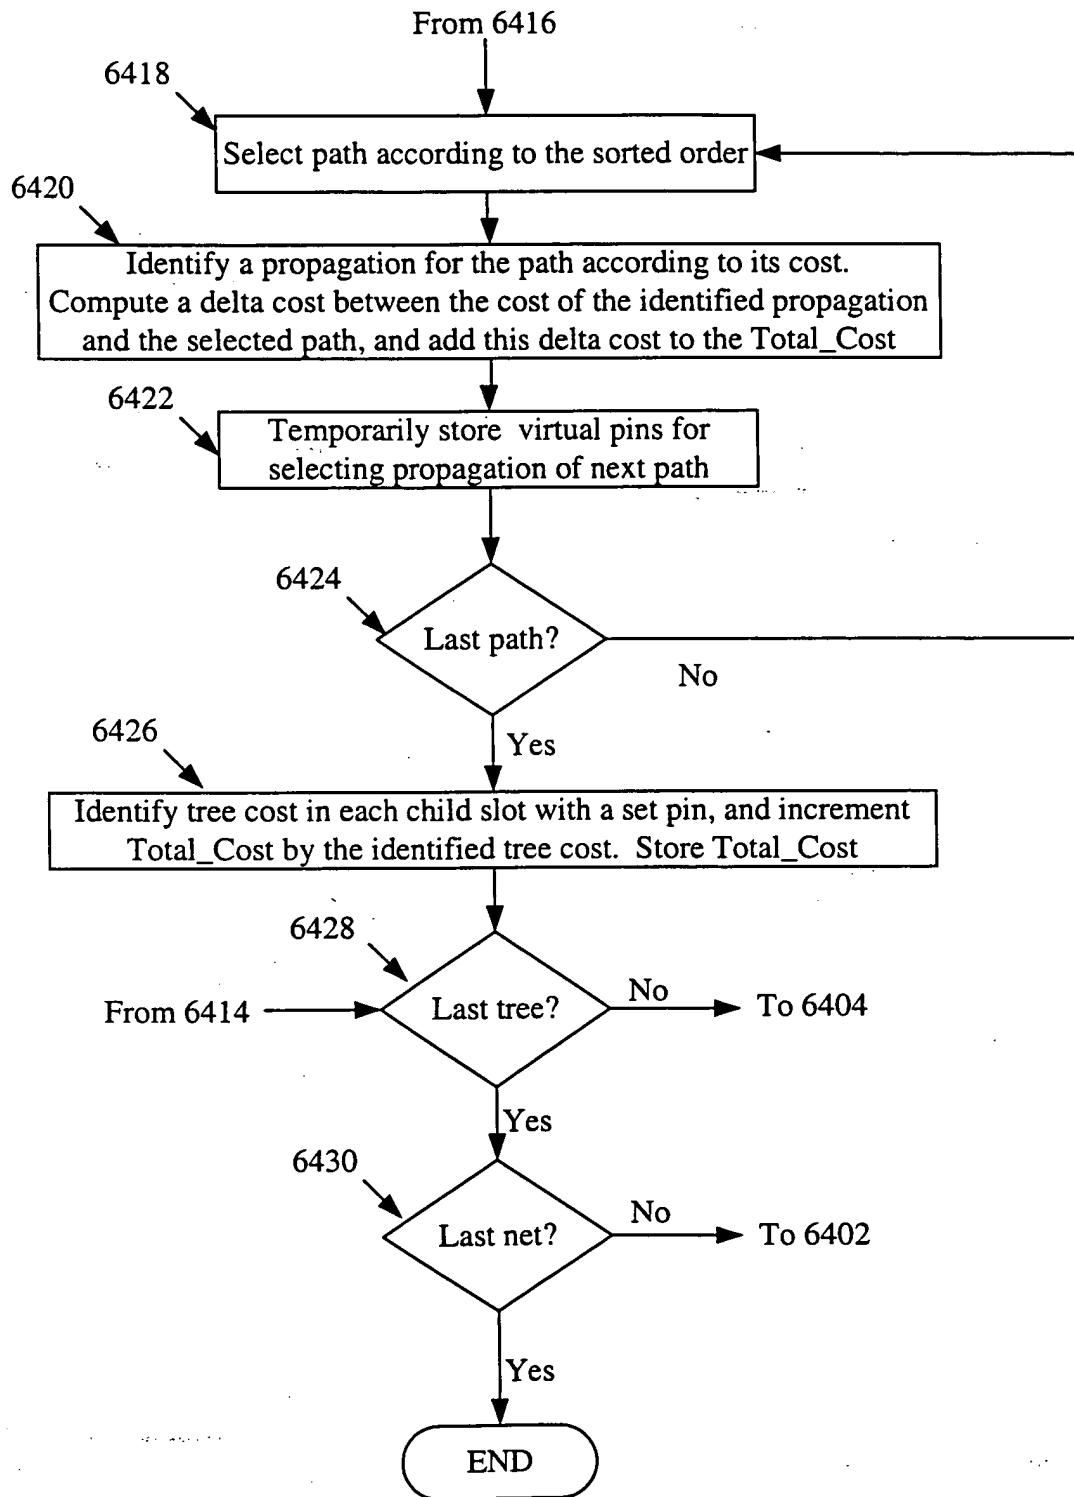 From 6416
6418
Select path according to the sorted order
6420
Identify a propagation for the path according to its cost.
Compute a delta cost between the cost of the identified propagation
and the selected path, and add this delta cost to the Total_Cost
6422
Temporarily store virtual pins for
selecting propagation of next path
6424
Last path?
No
Yes
6426
Identify tree cost in each child slot with a set pin, and increment
Total_Cost by the identified tree cost. Store Total_Cost
6428
From 6414
Last tree?
No
To 6404
Yes
6430
Last net?
No
To 6402
Yes
END